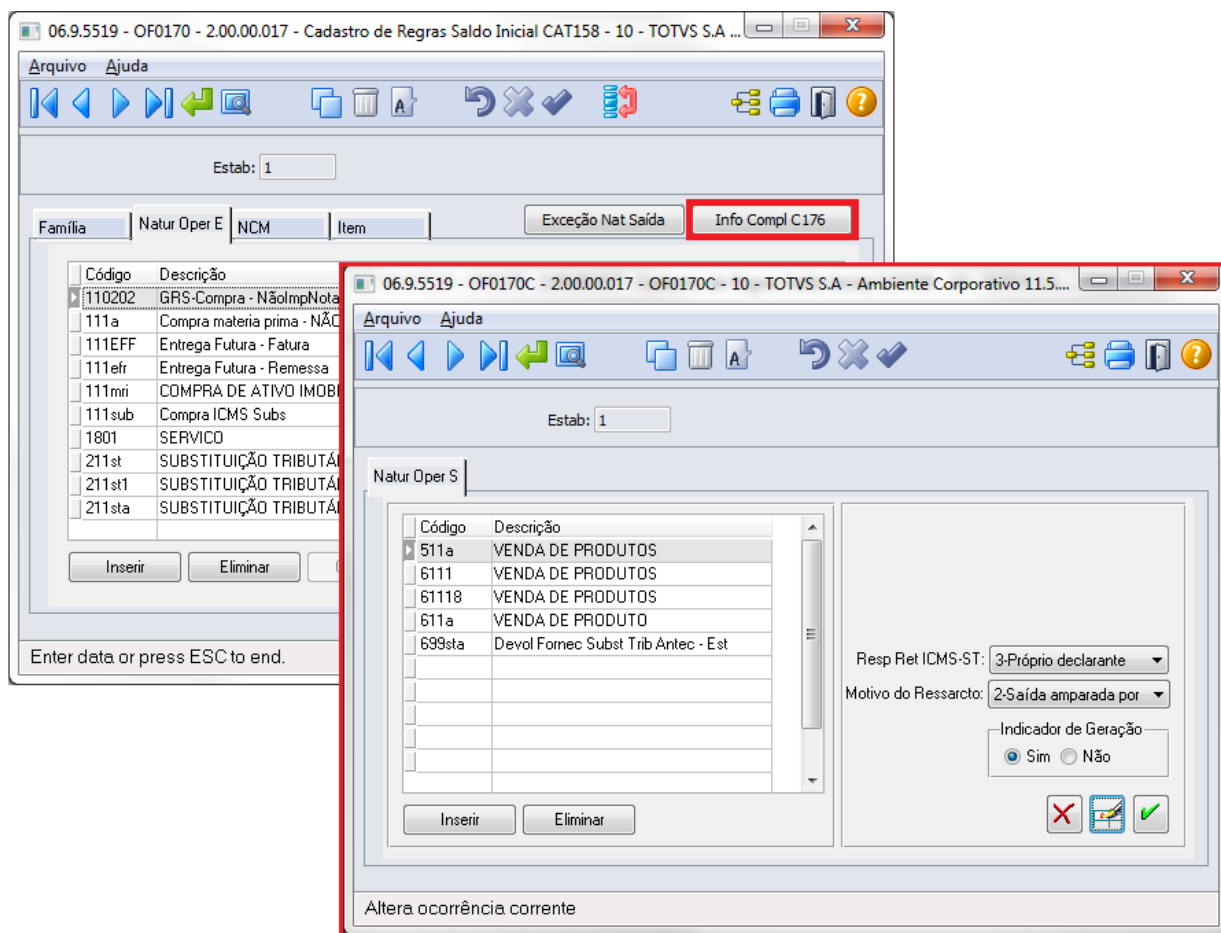 06.9.5519 - OF0170 - 2.00.00.017 - Cadastro de Regras Saldo Inicial CAT158 - 10 - TOTVS S.A ...
Arquivo Ajuda
Estab: 1
Família Natur Oper E NCM Item Exceção Nat Saída Info Compl C176
Código Descrição
110202 GRS-Compra - NãoImpNota
111a Compra materia prima - NÃO
111EFF Entrega Futura - Fatura
111efr Entrega Futura - Remessa
111mri COMPRA DE ATIVO IMOBI
111sub Compra ICMS Subs
1801 SERVICO
211st SUBSTITUIÇÃO TRIBUTÁ
211st1 SUBSTITUIÇÃO TRIBUTÁ
211sta SUBSTITUIÇÃO TRIBUTÁ
Inserir Eliminar
Enter data or press ESC to end.
06.9.5519 - OF0170C - 2.00.00.017 - OF0170C - 10 - TOTVS S.A - Ambiente Corporativo 11.5....
Arquivo Ajuda
Estab: 1
Natur Oper S
Código Descrição
511a VENDA DE PRODUTOS
6111 VENDA DE PRODUTOS
61118 VENDA DE PRODUTOS
611a VENDA DE PRODUTO
699sta Devol Fornec Subst Trib Antec - Est
Resp Ret ICMS-ST: 3-Próprio declarante
Motivo do Ressarcto: 2-Saída amparada por
Indicador de Geração
Sim Não
Inserir Eliminar
Altera ocorrência corrente